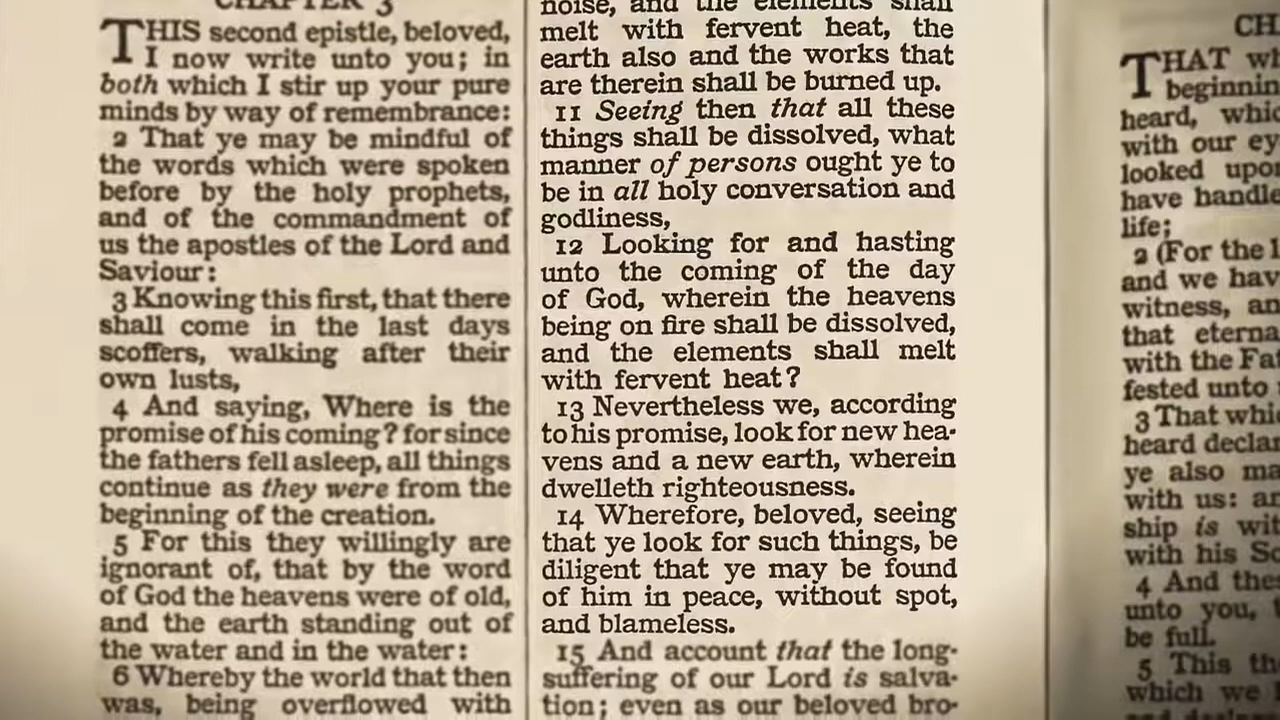 CHAPTER 3
THIS second epistle, beloved,
I now write unto you; in
both which I stir up your pure
minds by way of remembrance:
2 That ye may be mindful of
the words which were spoken
before by the holy prophets,
and of the commandment of
us the apostles of the Lord and
Saviour:
3 Knowing this first, that there
shall come in the last days
scoffers, walking after their
own lusts,
4 And saying, Where is the
promise of his coming? for since
the fathers fell asleep, all things
continue as they were from the
beginning of the creation.
5 For this they willingly are
ignorant of, that by the word
of God the heavens were of old,
and the earth standing out of
the water and in the water:
6 Whereby the world that then
was, being overflowed with
noise, and the elements shall
melt with fervent heat, the
earth also and the works that
are therein shall be burned up.
11 Seeing then that all these
things shall be dissolved, what
manner of persons ought ye to
be in all holy conversation and
godliness,
12 Looking for and hasting
unto the coming of the day
of God, wherein the heavens
being on fire shall be dissolved,
and the elements shall melt
with fervent heat?
13 Nevertheless we, according
to his promise, look for new hea-
vens and a new earth, wherein
dwelleth righteousness.
14 Wherefore, beloved, seeing
that ye look for such things, be
diligent that ye may be found
of him in peace, without spot,
and blameless.
15 And account that the long-
suffering of our Lord is salva-
tion; even as our beloved bro-
CH
THAT wh
beginnin
heard, whic
with our ey
looked upo
have handle
life;
2 (For the l
and we hav
witness, an
that eterna
with the Fat
fested unto
3 That whic
heard declar
ye also ma
with us: an
ship is wit
with his So
4 And thes
unto you,
be full.
5 This th
which we